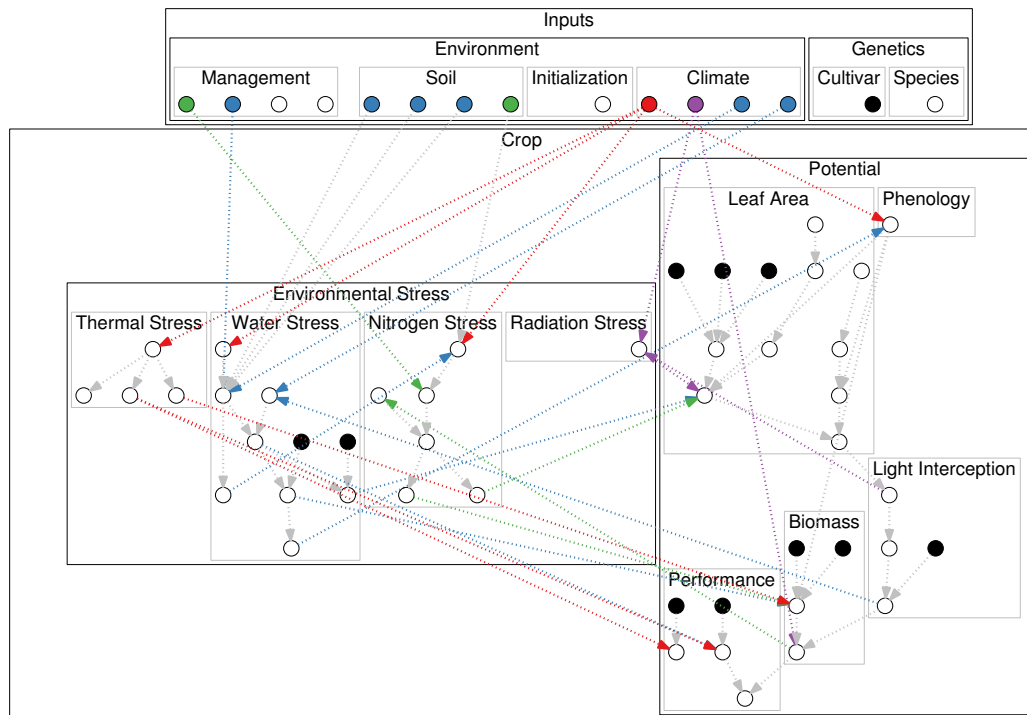 Inputs
Environment
Genetics
Management
Soil
Initialization
Climate
Cultivar
Species
Crop
Potential
Leaf Area
Phenology
Environmental Stress
Thermal Stress
Water Stress
Nitrogen Stress
Radiation Stress
Light Interception
Biomass
Performance